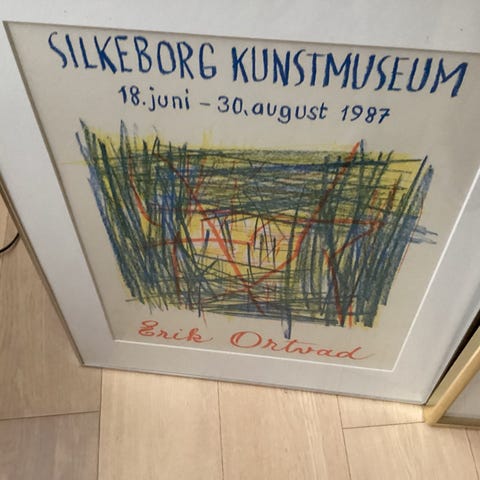 SILKEBORG KUNSTMUSEUM
18. juni – 30. august 1987
Erik Ortvad